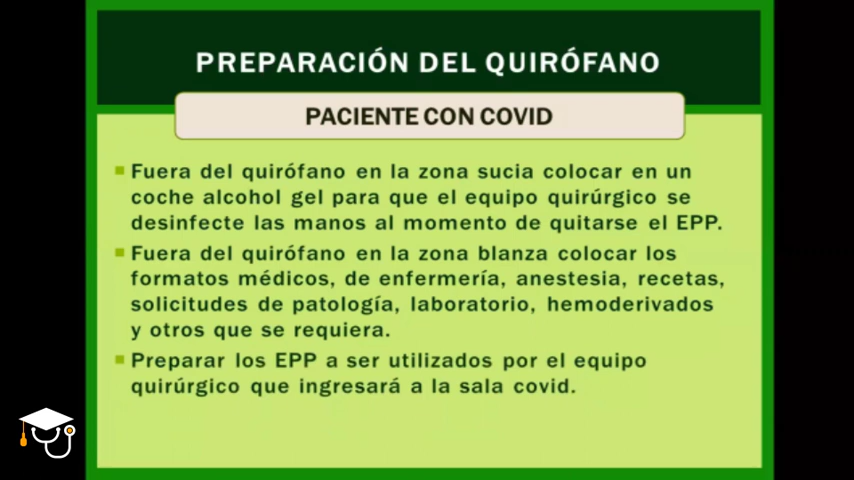 PREPARACIÓN DEL QUIRÓFANO
PACIENTE CON COVID
Fuera del quirófano en la zona sucia colocar en un
coche alcohol gel para que el equipo quirúrgico se
desinfecte las manos al momento de quitarse el EPP.
Fuera del quirófano en la zona blanza colocar los
formatos médicos, de enfermería, anestesia, recetas,
solicitudes de patología, laboratorio, hemoderivados
y otros que se requiera.
Preparar los EPP a ser utilizados por el equipo
quirúrgico que ingresará a la sala covid.